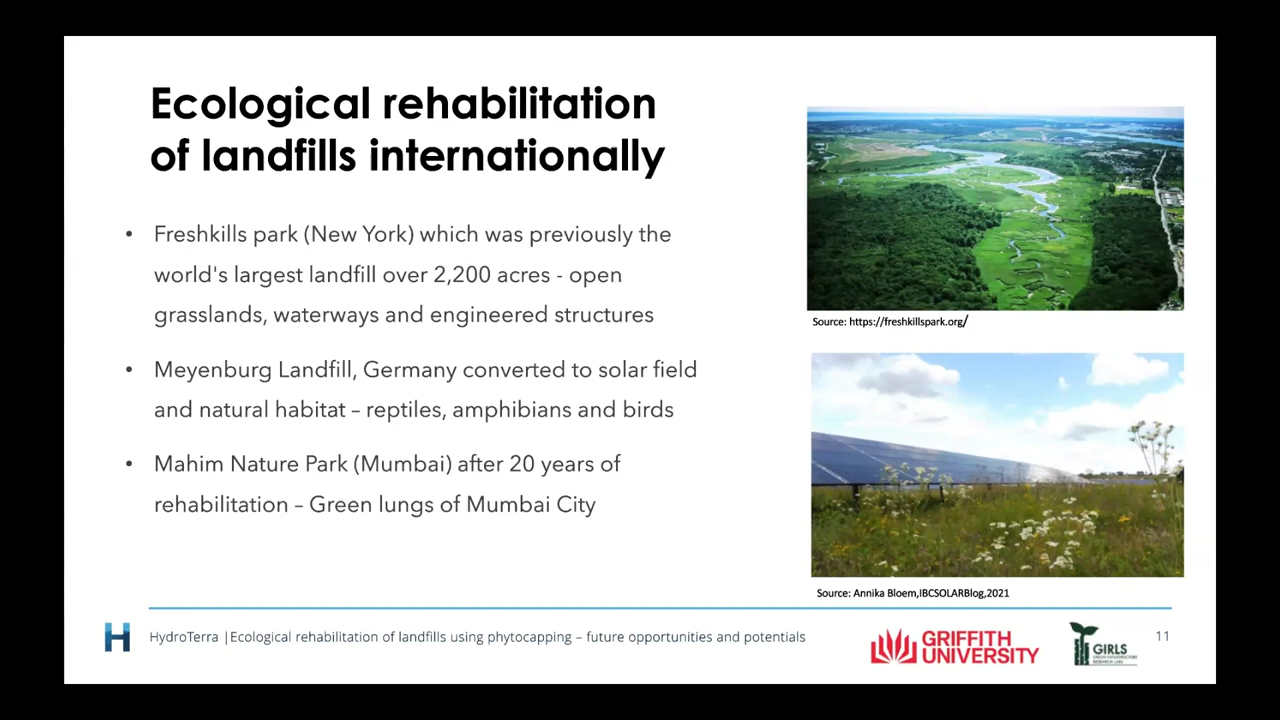 Ecological rehabilitation
of landfills internationally
• Freshkills park (New York) which was previously the
world's largest landfill over 2,200 acres - open
grasslands, waterways and engineered structures
• Meyenburg Landfill, Germany converted to solar field
and natural habitat – reptiles, amphibians and birds
• Mahim Nature Park (Mumbai) after 20 years of
rehabilitation – Green lungs of Mumbai City
Source: https://freshkillspark.org/
Source: Annika Bloem,IBCSOLARBlog,2021
HydroTerra |Ecological rehabilitation of landfills using phytocapping – future opportunities and potentials
GRIFFITH
UNIVERSITY
GIRLS
GREEN INFRASTRUCTURE
RESEARCH LABS
11